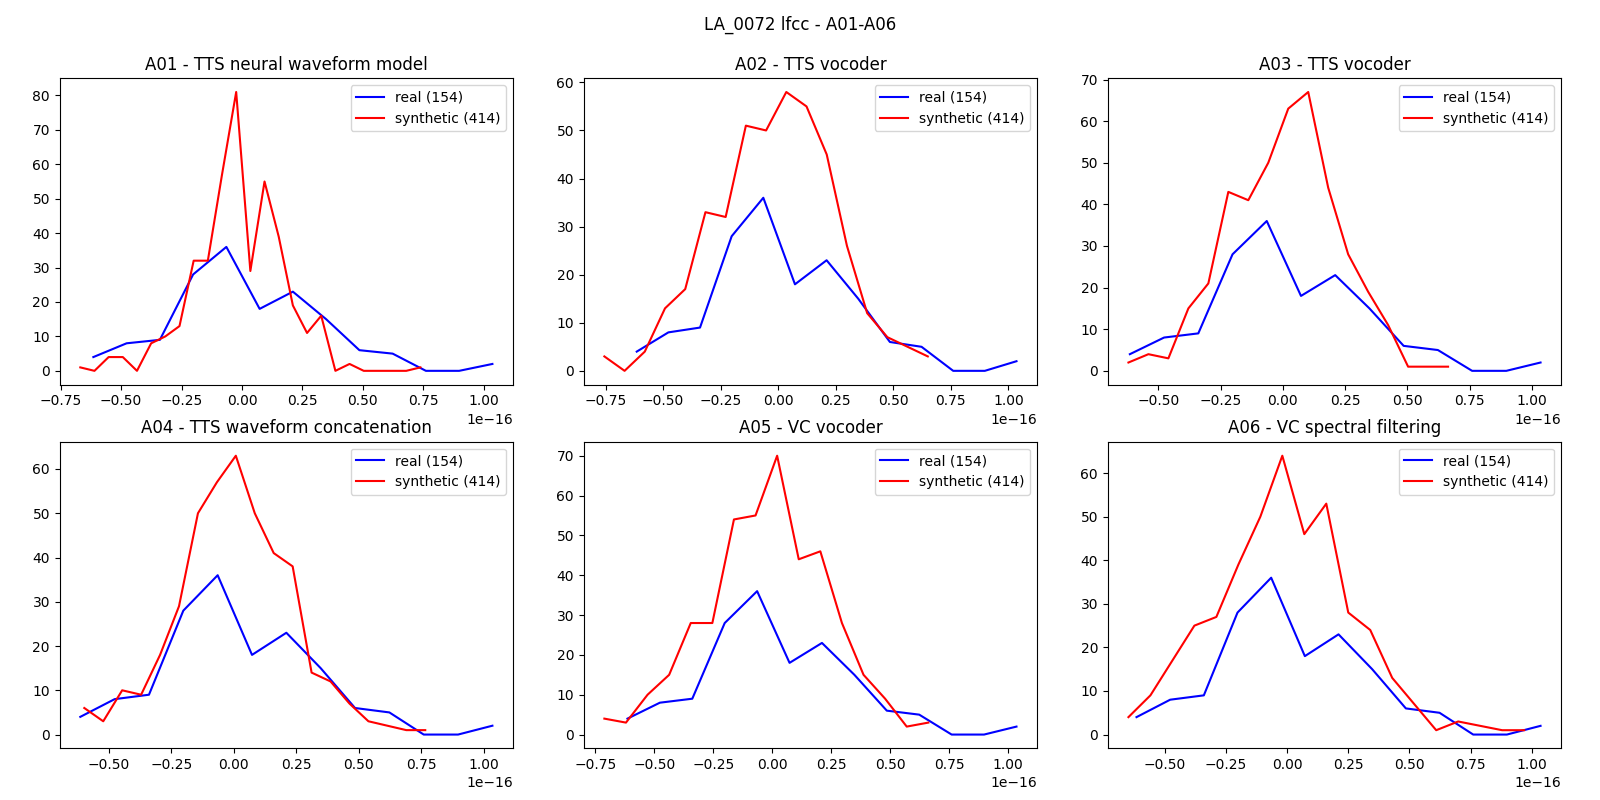 LA_0072 lfcc - A01-A06
A01 - TTS neural waveform model
real (154)
synthetic (414)
80
70
60
50
40
30
20
10
0
−0.75 −0.50 −0.25 0.00 0.25 0.50 0.75 1.00
1e−16
A02 - TTS vocoder
real (154)
synthetic (414)
60
50
40
30
20
10
0
−0.75 −0.50 −0.25 0.00 0.25 0.50 0.75 1.00
1e−16
A03 - TTS vocoder
real (154)
synthetic (414)
70
60
50
40
30
20
10
0
−0.50 −0.25 0.00 0.25 0.50 0.75 1.00
1e−16
A04 - TTS waveform concatenation
real (154)
synthetic (414)
60
50
40
30
20
10
0
−0.50 −0.25 0.00 0.25 0.50 0.75 1.00
1e−16
A05 - VC vocoder
real (154)
synthetic (414)
70
60
50
40
30
20
10
0
−0.75 −0.50 −0.25 0.00 0.25 0.50 0.75 1.00
1e−16
A06 - VC spectral filtering
real (154)
synthetic (414)
60
50
40
30
20
10
0
−0.50 −0.25 0.00 0.25 0.50 0.75 1.00
1e−16